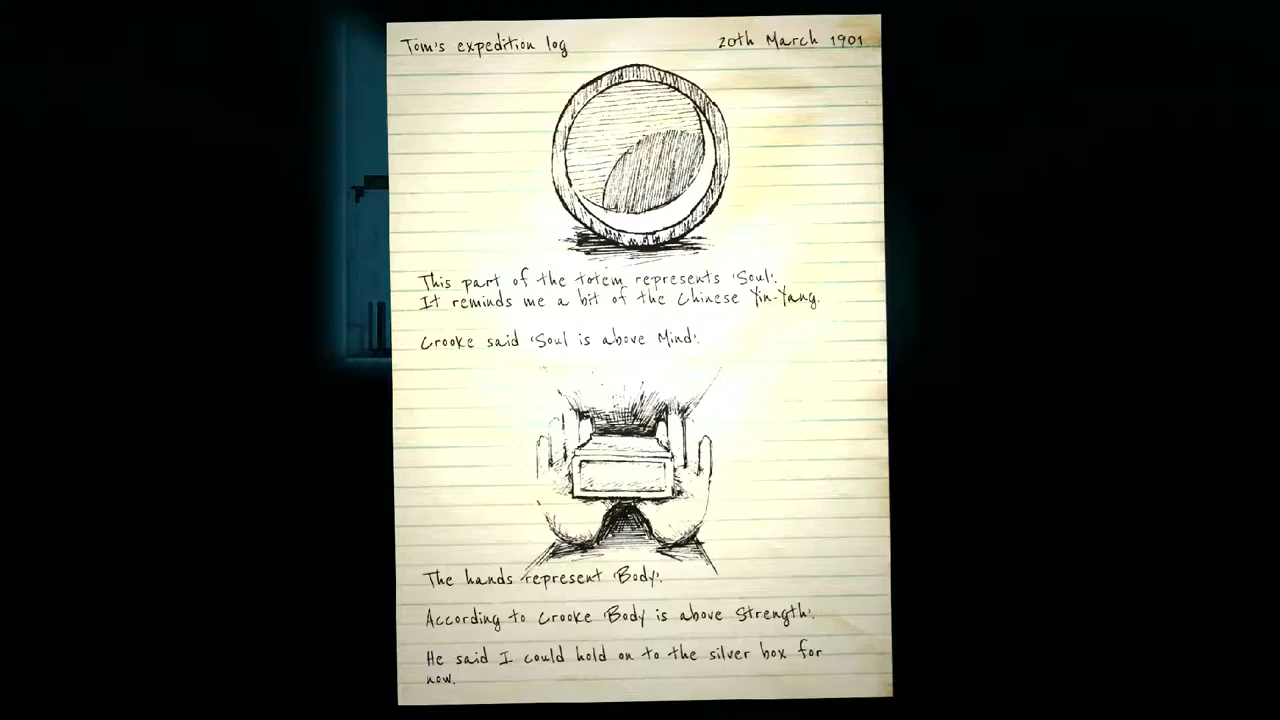 Tom's expedition log
20th March 1901
This part of the totem represents 'Soul'.
It reminds me a bit of the Chinese Yin-Yang.
Crooke said 'Soul is above Mind'.
The hands represent 'Body'.
According to Crooke 'Body is above Strength'.
He said I could hold on to the silver box for
now.